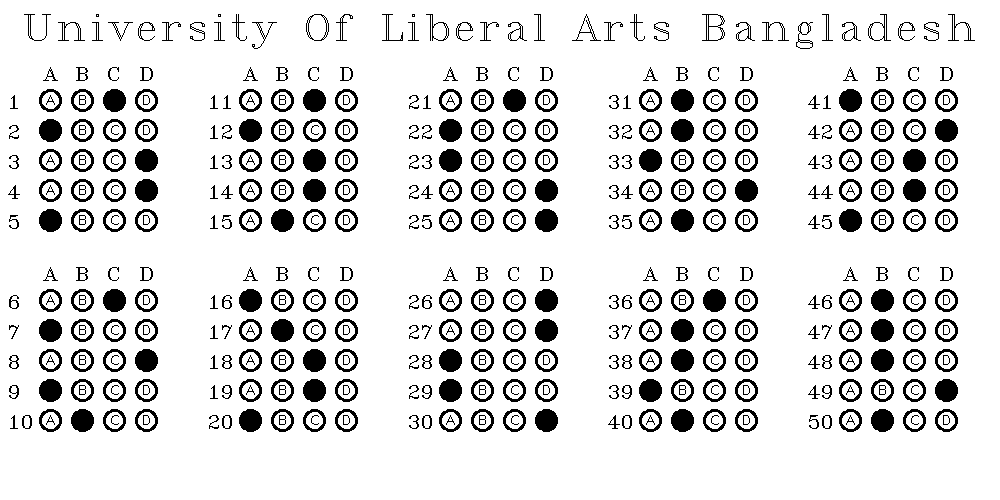 University Of Liberal Arts Bangladesh
A B C D A B C D A B C D A B C D A B C D
1 A B D 11 A B D 21 A B D 31 A C D 41 B C D
2 B C D 12 B C D 22 B C D 32 A C D 42 A B C
3 A B C 13 A B D 23 B C D 33 B C D 43 A B D
4 A B C 14 A B D 24 A B C 34 A B C 44 A B D
5 B C D 15 A C D 25 A B C 35 A C D 45 B C D
A B C D A B C D A B C D A B C D A B C D
6 A B D 16 B C D 26 A B C 36 A B D 46 A C D
7 B C D 17 A C D 27 A B C 37 A C D 47 A C D
8 A B C 18 A B D 28 B C D 38 A C D 48 A C D
9 B C D 19 A B D 29 B C D 39 B C D 49 A B C
10 A C D 20 B C D 30 A B C 40 A C D 50 A C D